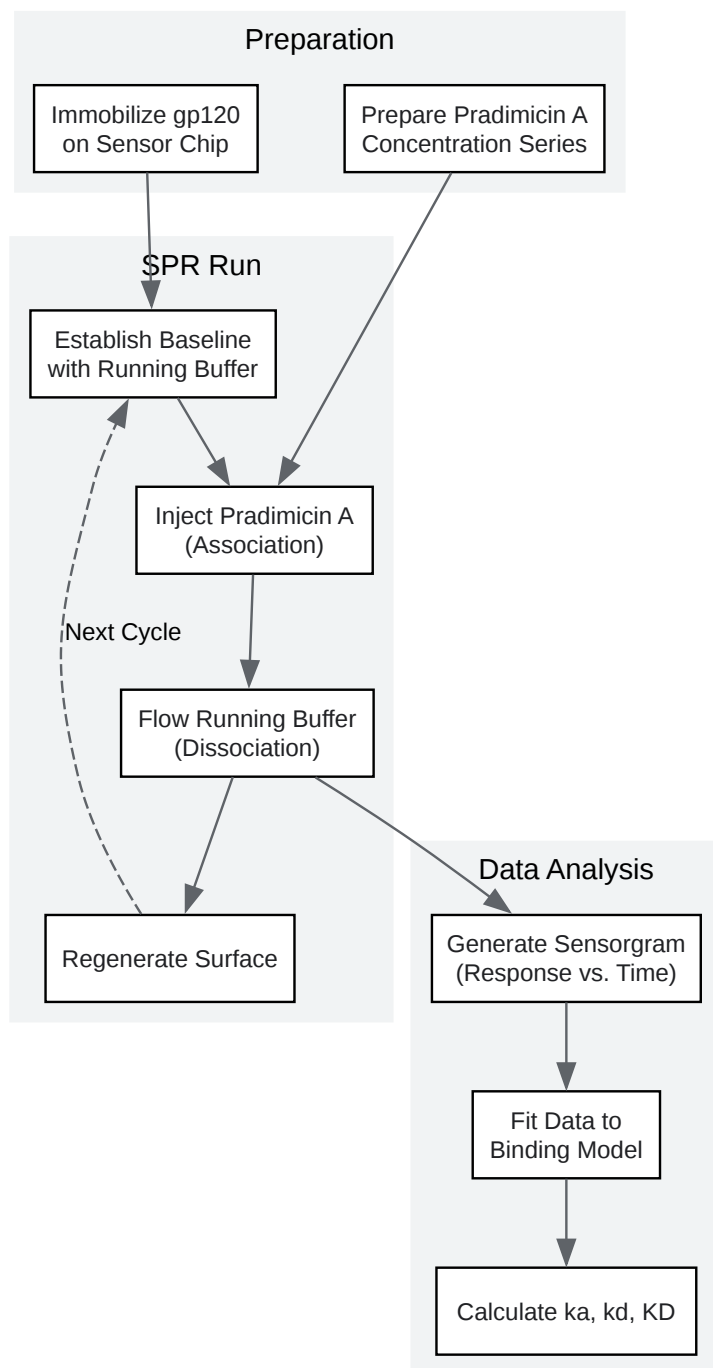 Preparation
Immobilize gp120
on Sensor Chip
Prepare Pradimicin A
Concentration Series
SPR Run
Establish Baseline
with Running Buffer
Inject Pradimicin A
(Association)
Next Cycle
Flow Running Buffer
(Dissociation)
Regenerate Surface
Data Analysis
Generate Sensorgram
(Response vs. Time)
Fit Data to
Binding Model
Calculate ka, kd, KD